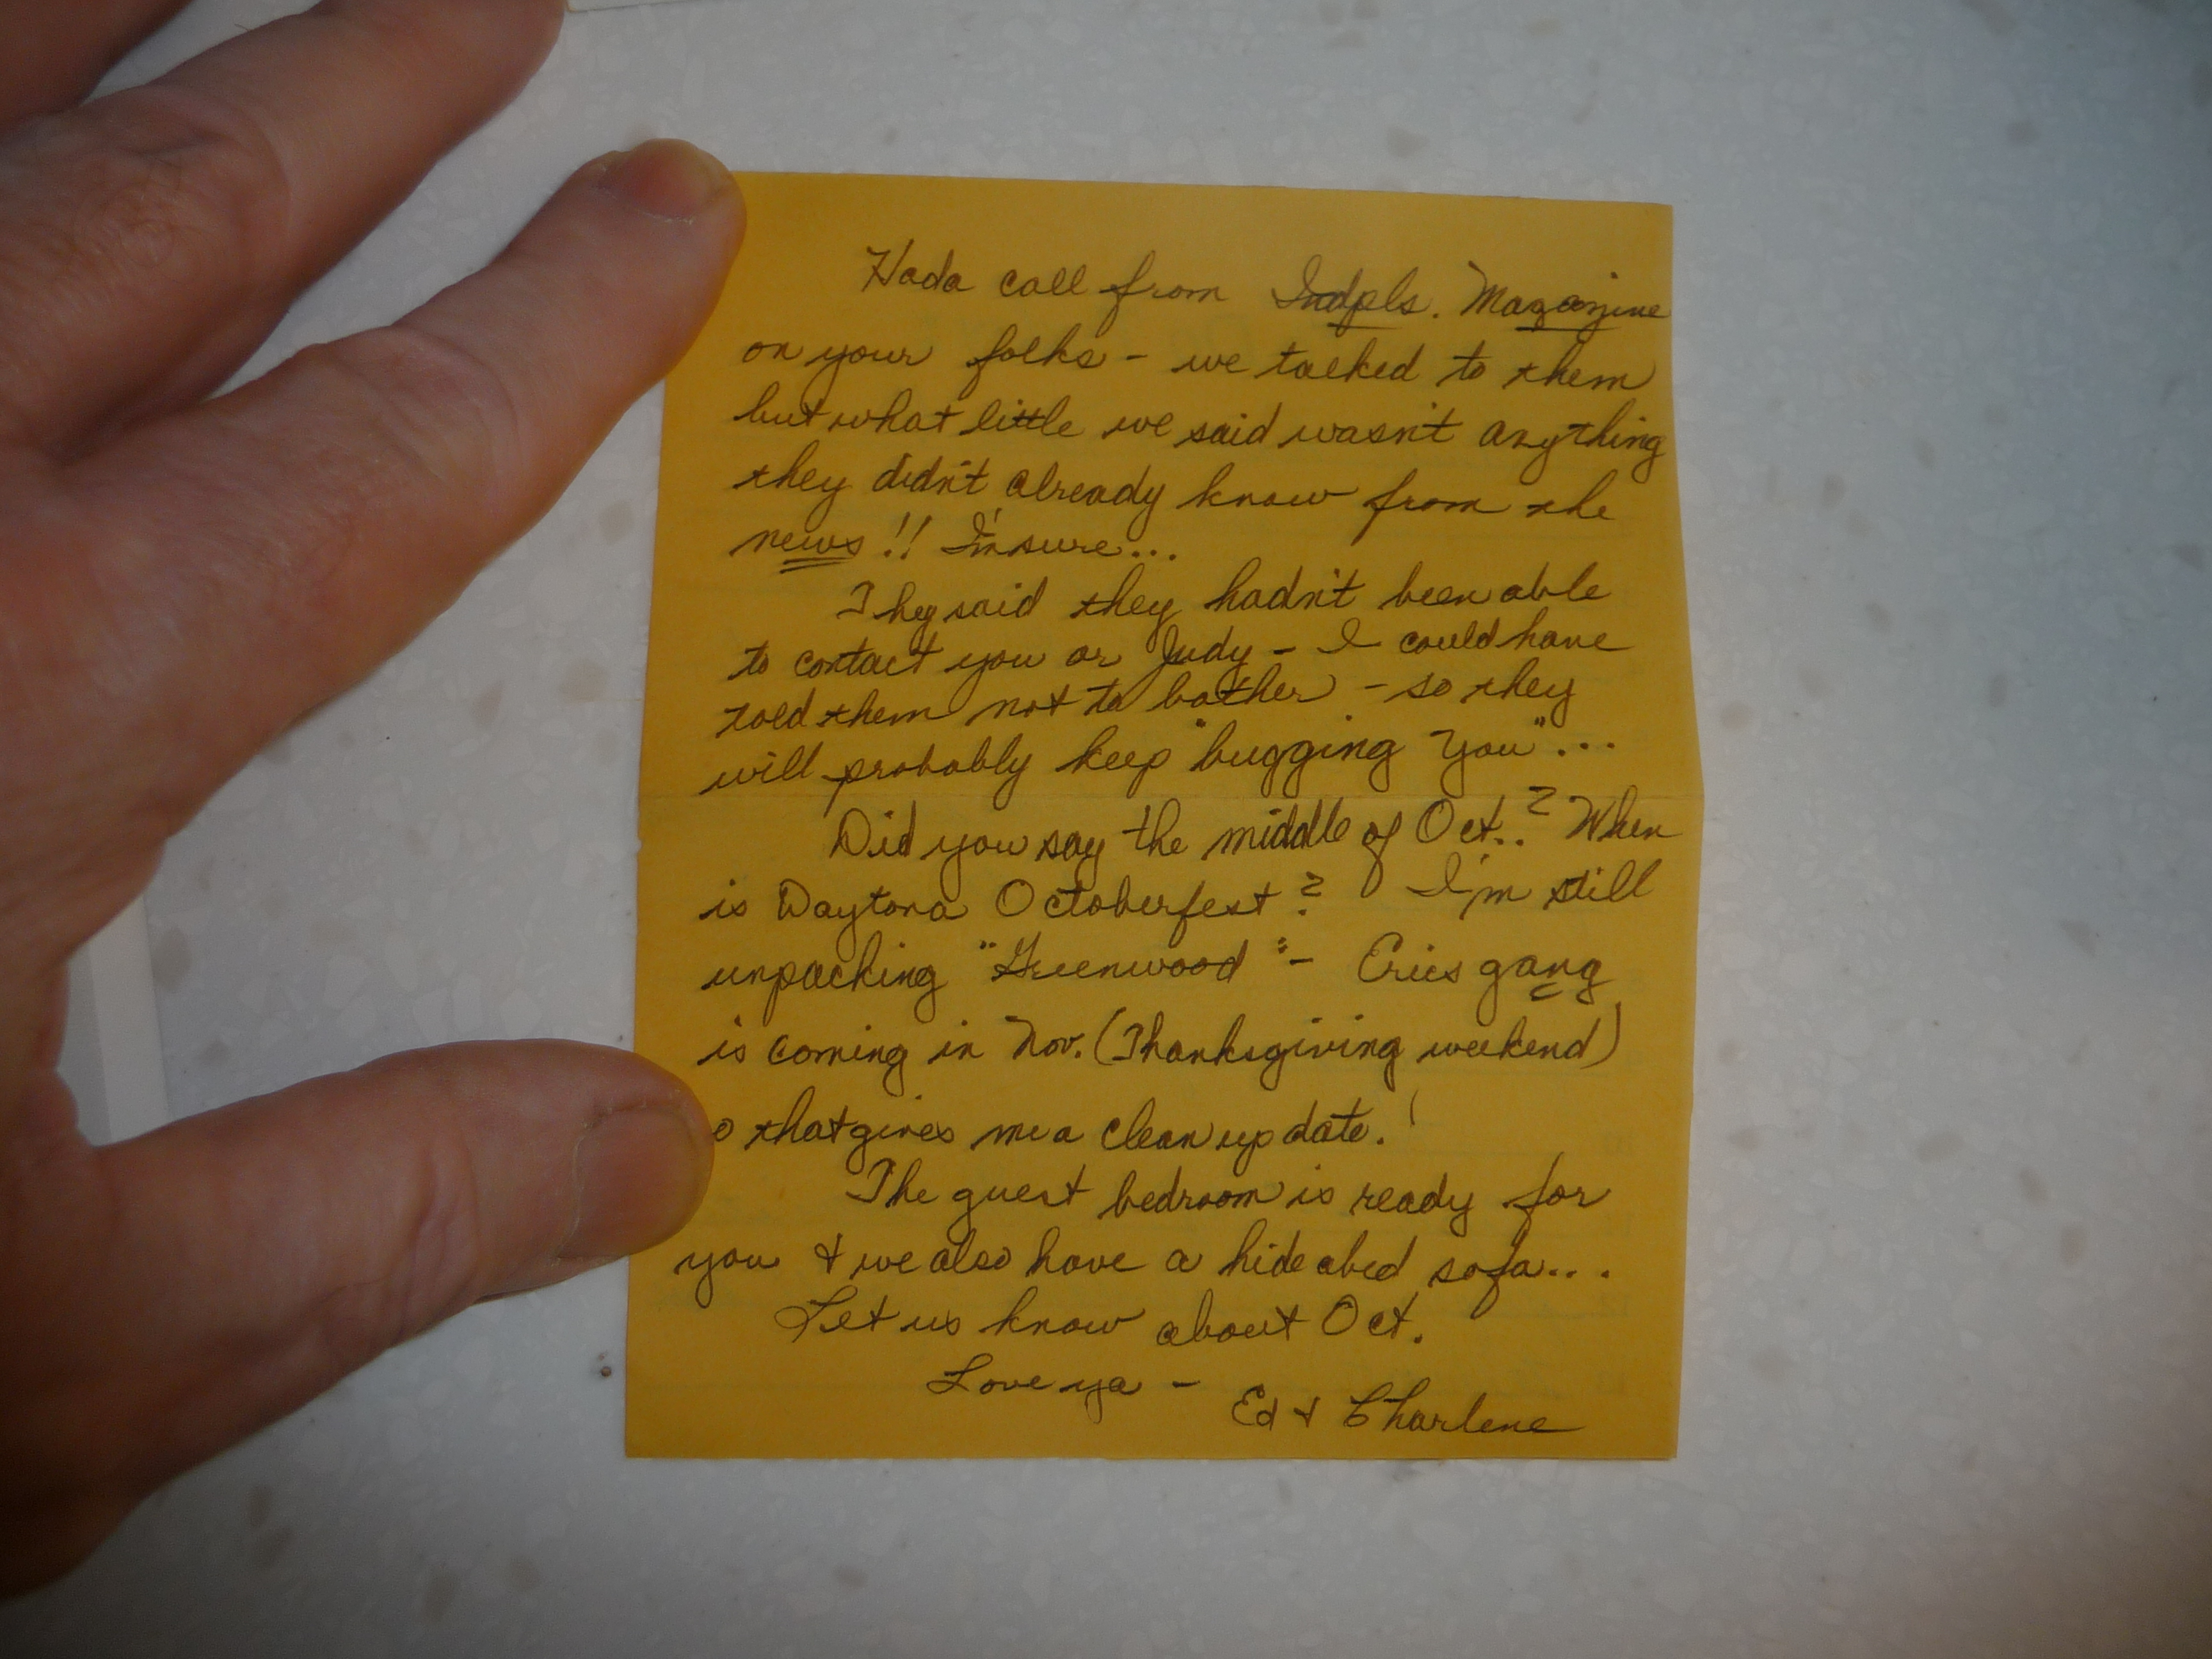 Had a call from Indpls. Magazine
on your folks - we talked to them
but what little we said wasn't anything
they didn't already know from the
news!! I'm sure...
They said they hadn't been able
to contact you or Judy - I could have
told them not to bother - so they
will probably keep "bugging you"...
Did you say the middle of Oct..? When
is Daytona Octoberfest? I'm still
unpacking "Greenwood" - Erics gang
is coming in Nov. (Thanksgiving weekend)
o that gives me a clean up date.!
The guest bedroom is ready for
you & we also have a hide abed sofa...
Let us know about Oct.
Love ya -
Ed & Charlene